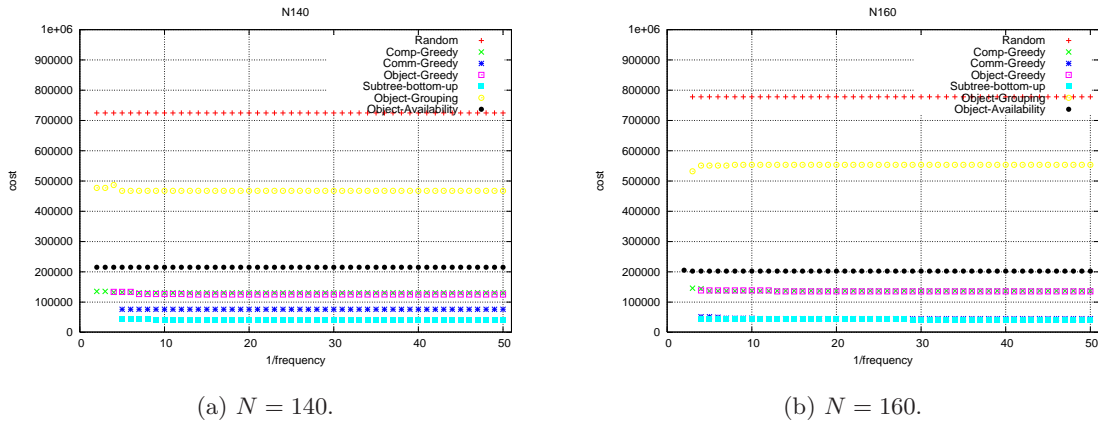 N140
1e+06
900000
800000
700000
600000
500000
400000
300000
200000
100000
0
cost
Random
Comp-Greedy
Comm-Greedy
Object-Greedy
Subtree-bottom-up
Object-Grouping
Object-Availability
0 10 20 30 40 50
1/frequency
(a) N = 140.
N160
1e+06
900000
800000
700000
600000
500000
400000
300000
200000
100000
0
cost
Random
Comp-Greedy
Comm-Greedy
Object-Greedy
Subtree-bottom-up
Object-Grouping
Object-Availability
0 10 20 30 40 50
1/frequency
(b) N = 160.